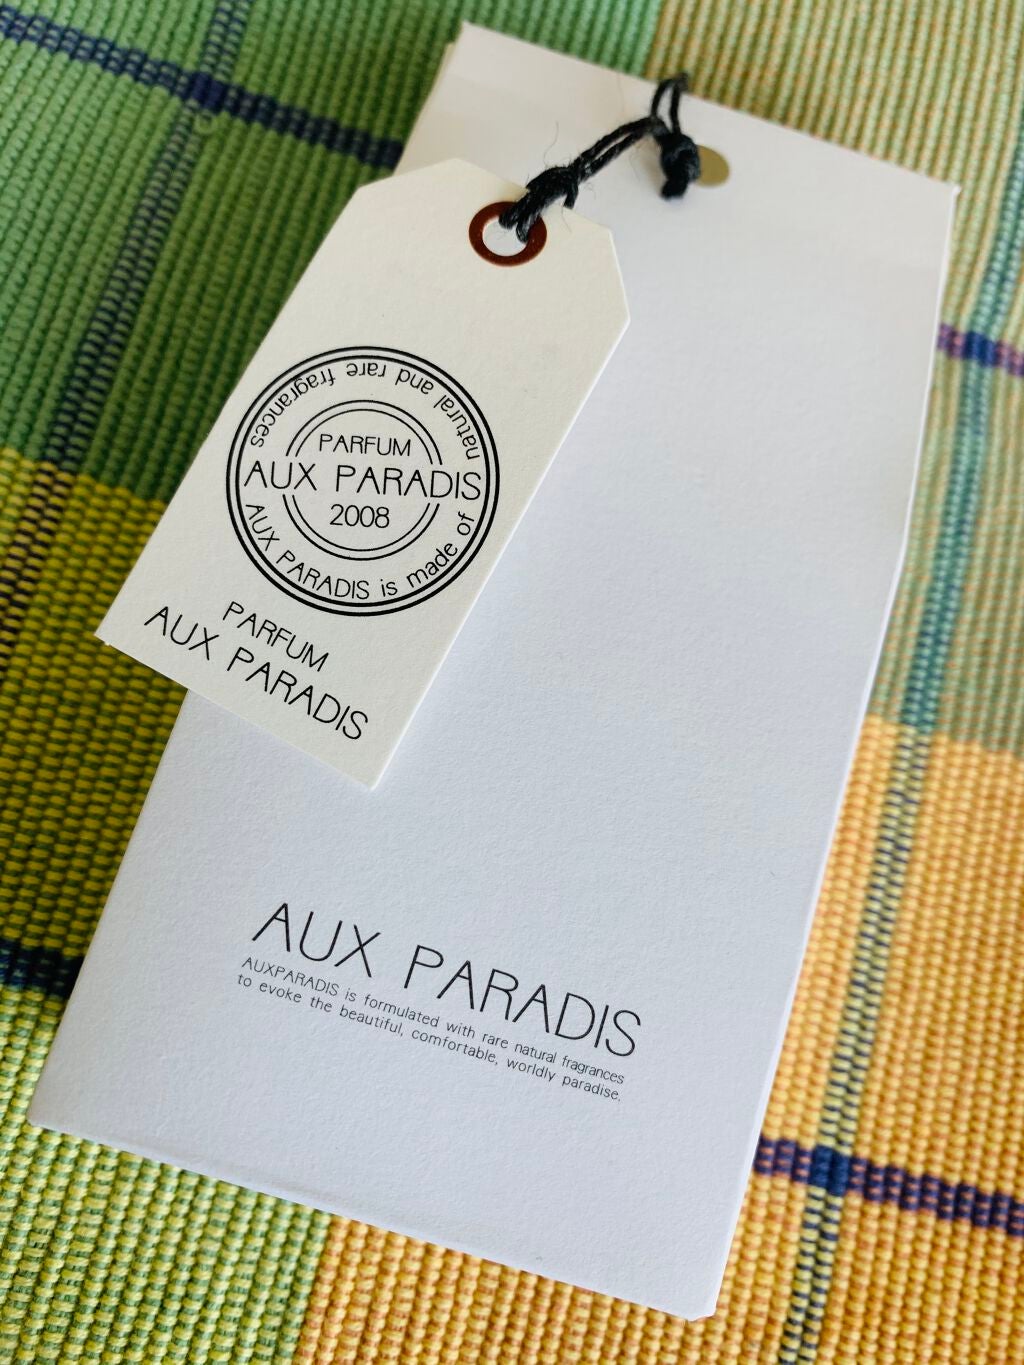 natural and rare fragrances
PARFUM
AUX PARADIS
2008
AUX PARADIS is made of
PARFUM
AUX PARADIS
AUX PARADIS
AUXPARADIS is formulated with rare natural fragrances
to evoke the beautiful, comfortable, worldly paradise.